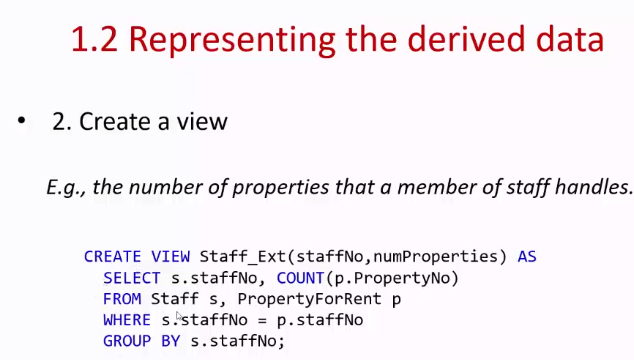 1.2 Representing the derived data
• 2. Create a view
E.g., the number of properties that a member of staff handles.
CREATE VIEW Staff_Ext(staffNo,numProperties) AS
SELECT s.staffNo, COUNT(p.PropertyNo)
FROM Staff s, PropertyForRent p
WHERE s.staffNo = p.staffNo
GROUP BY s.staffNo;